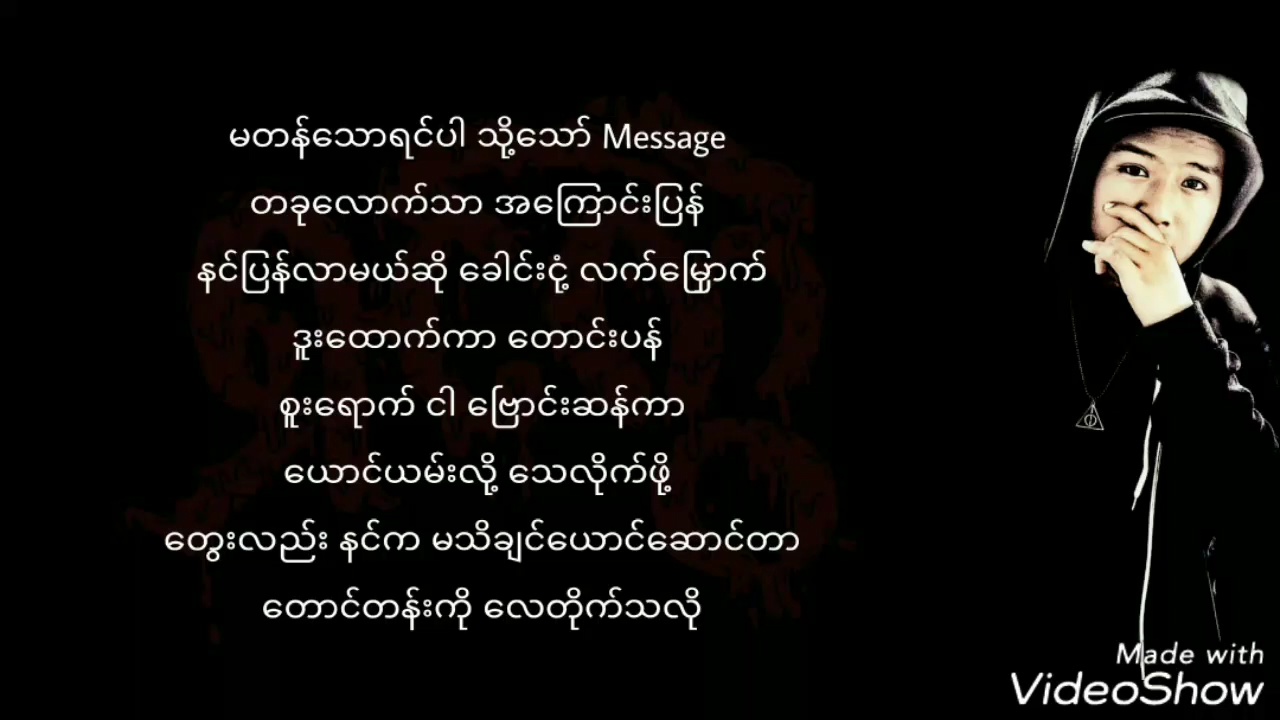 မတန်သောရင်ပါ သို့သော် Message
တခုလောက်သာ အကြောင်းပြန်
နင်ပြန်လာမယ်ဆို ခေါင်းငုံ့ လက်မြှောက်
ဒူးထောက်ကာ တောင်းပန်
စူးရောက် ငါ ဗြောင်းဆန်ကာ
ယောင်ယမ်းလို့ သေလိုက်ဖို့
တွေးလည်း နင်က မသိချင်ယောင်ဆောင်တာ
တောင်တန်းကို လေတိုက်သလို
Made with
VideoShow